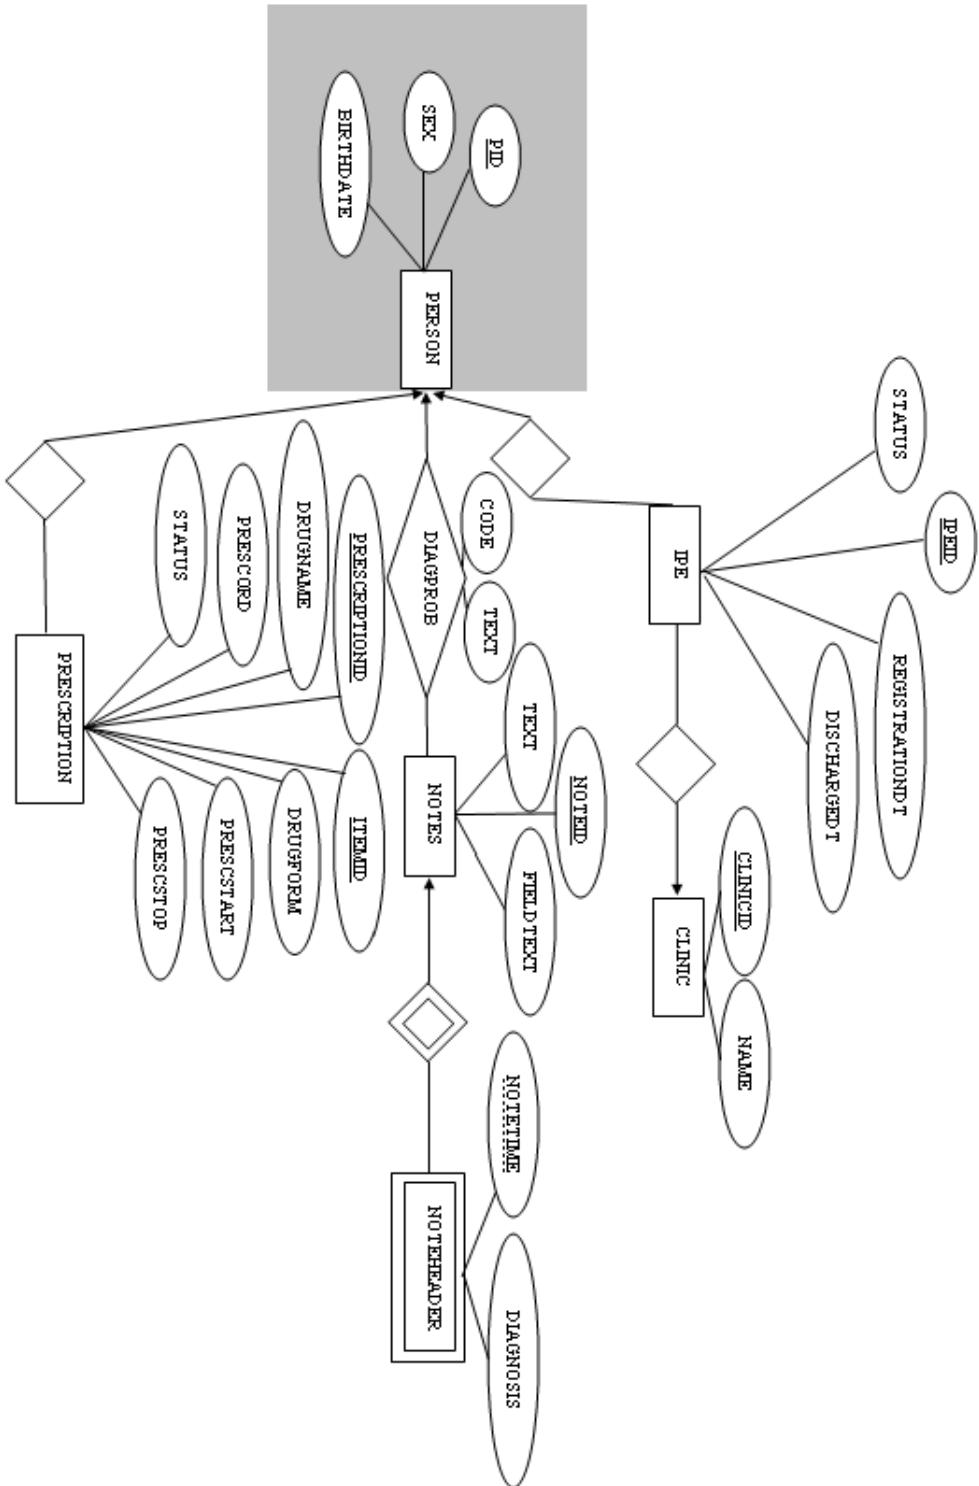 STATUS
IPEID
REGISTRATIONDT
DISCHARGEDT
IPE
CLINICID
NAME
CLINIC
PID
SEX
BIRTHDATE
PERSON
CODE
TEXT
DIAGPROB
TEXT
NOTEID
FIELDTEXT
NOTES
NOTETIME
DIAGNOSIS
NOTEHEADER
PRESCRIPTIONID
DRUGNAME
PRESCORD
STATUS
ITEMID
DRUGFORM
PRESCSTART
PRESCSTOP
PRESCRIPTION